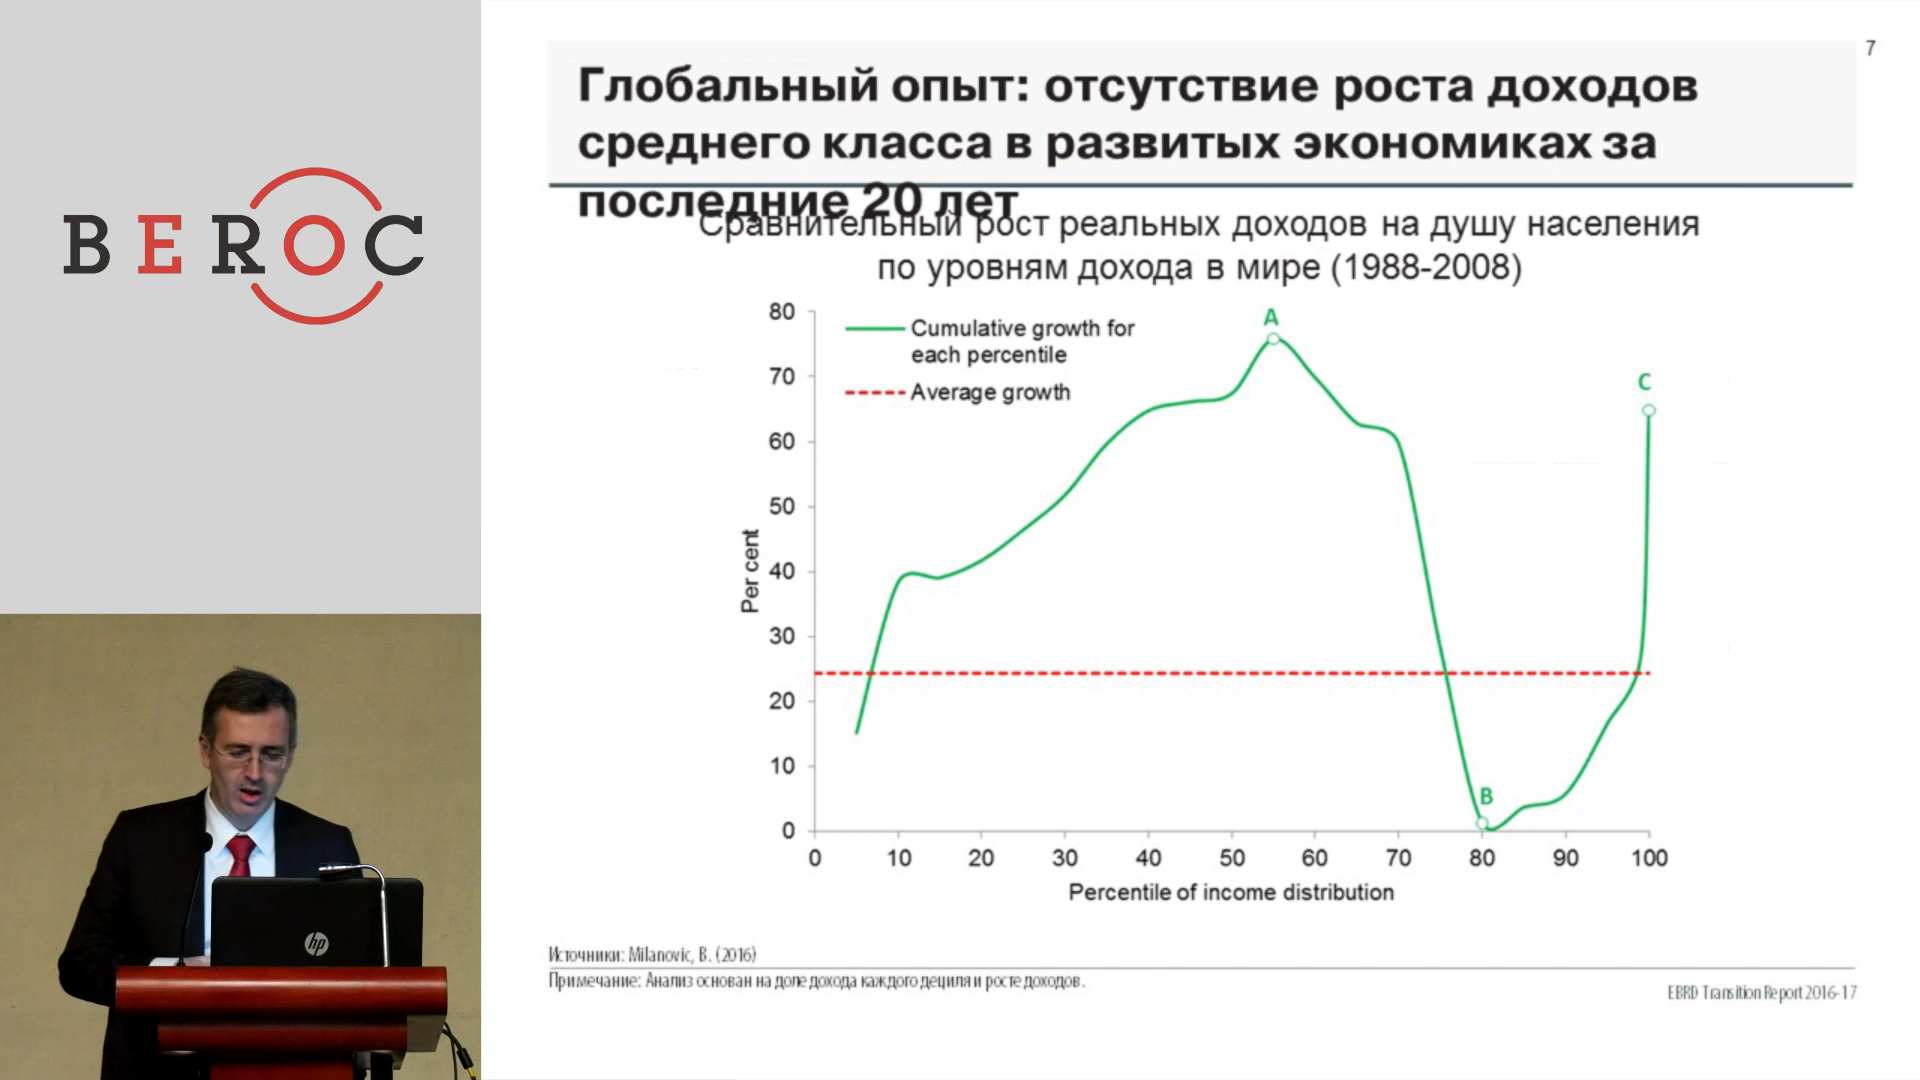 BEROC
7
Глобальный опыт: отсутствие роста доходов
среднего класса в развитых экономиках за
последние 20 лет
Сравнительный рост реальных доходов на душу населения
по уровням дохода в мире (1988-2008)
Cumulative growth for
each percentile
Average growth
A
C
B
80
70
60
50
40
30
20
10
0
Per cent
0 10 20 30 40 50 60 70 80 90 100
Percentile of income distribution
Источники: Milanovic, B. (2016)
Примечание: Анализ основан на доле дохода каждого дециля и росте доходов.
EBRD Transition Report 2016-17
hp